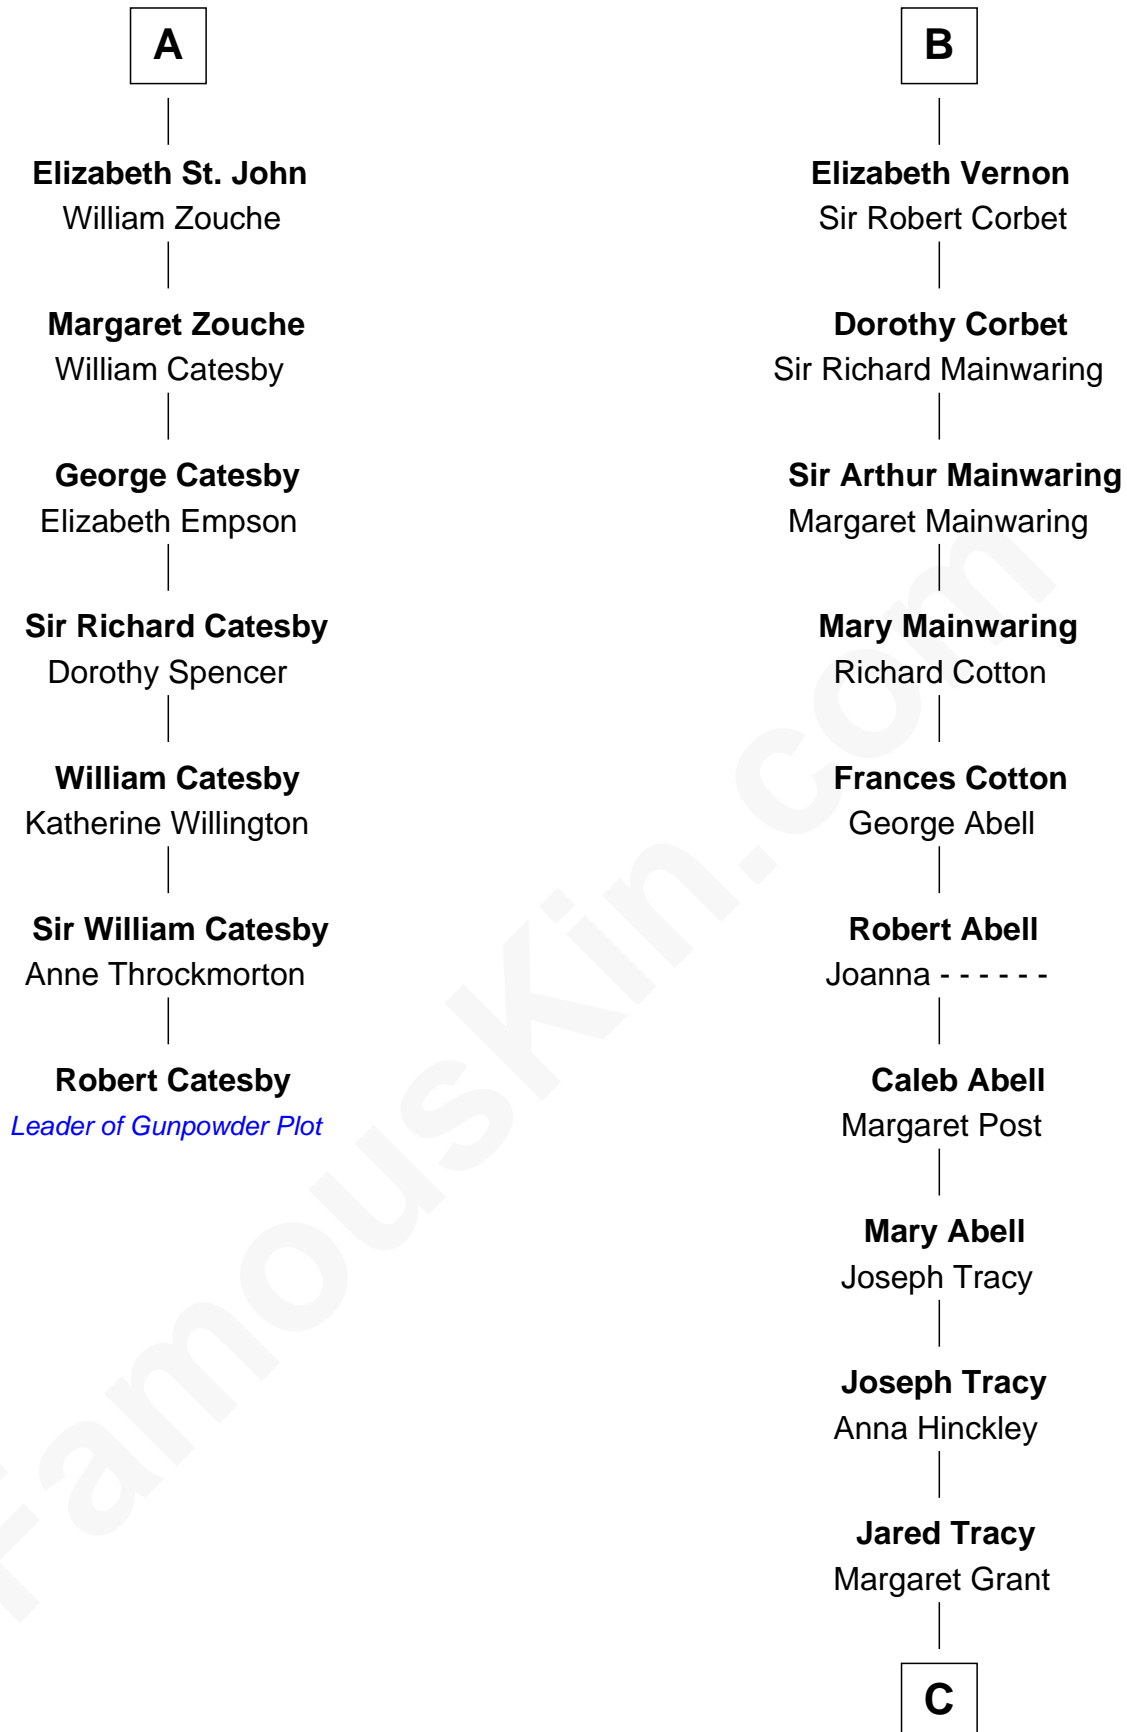 A
Elizabeth St. John
William Zouche
Margaret Zouche
William Catesby
George Catesby
Elizabeth Empson
Sir Richard Catesby
Dorothy Spencer
William Catesby
Katherine Willington
Sir William Catesby
Anne Throckmorton
Robert Catesby
Leader of Gunpowder Plot
B
Elizabeth Vernon
Sir Robert Corbet
Dorothy Corbet
Sir Richard Mainwaring
Sir Arthur Mainwaring
Margaret Mainwaring
Mary Mainwaring
Richard Cotton
Frances Cotton
George Abell
Robert Abell
Joanna - - - - - -
Caleb Abell
Margaret Post
Mary Abell
Joseph Tracy
Joseph Tracy
Anna Hinckley
Jared Tracy
Margaret Grant
C
FamousKin.com